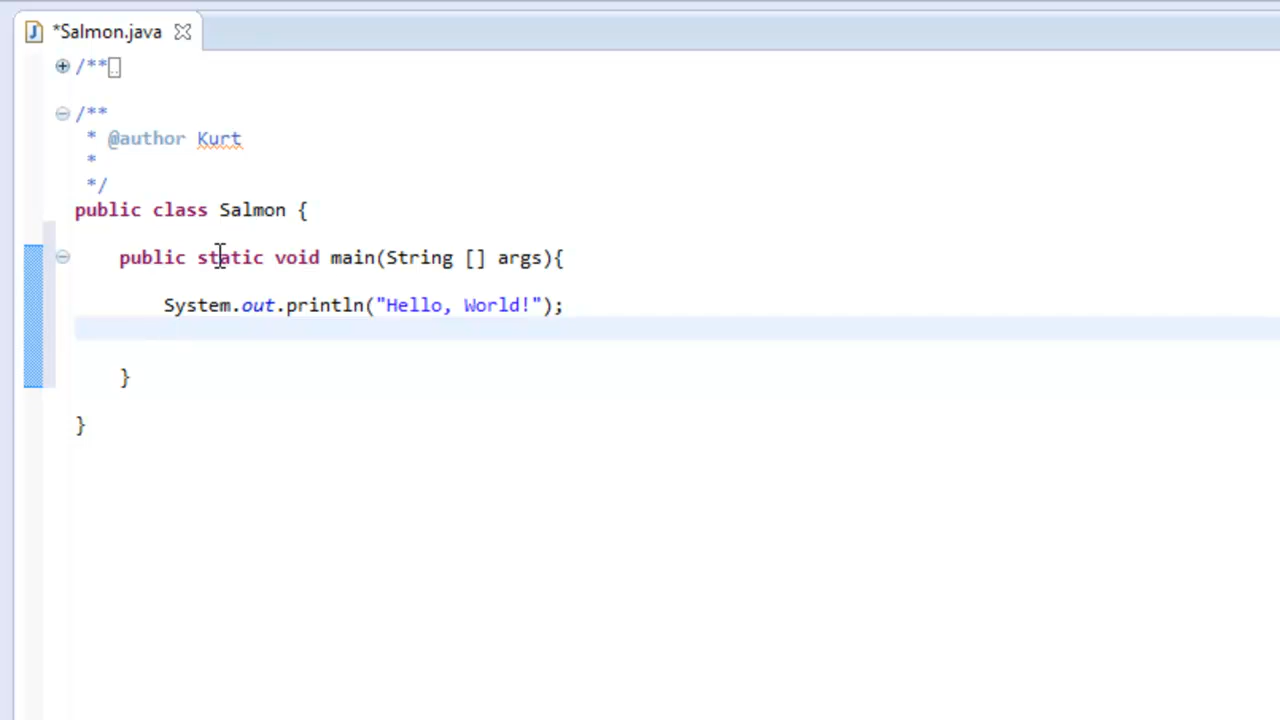 *Salmon.java
/**
/**
* @author Kurt
*
*/
public class Salmon {
public static void main(String [] args){
System.out.println("Hello, World!");
}
}